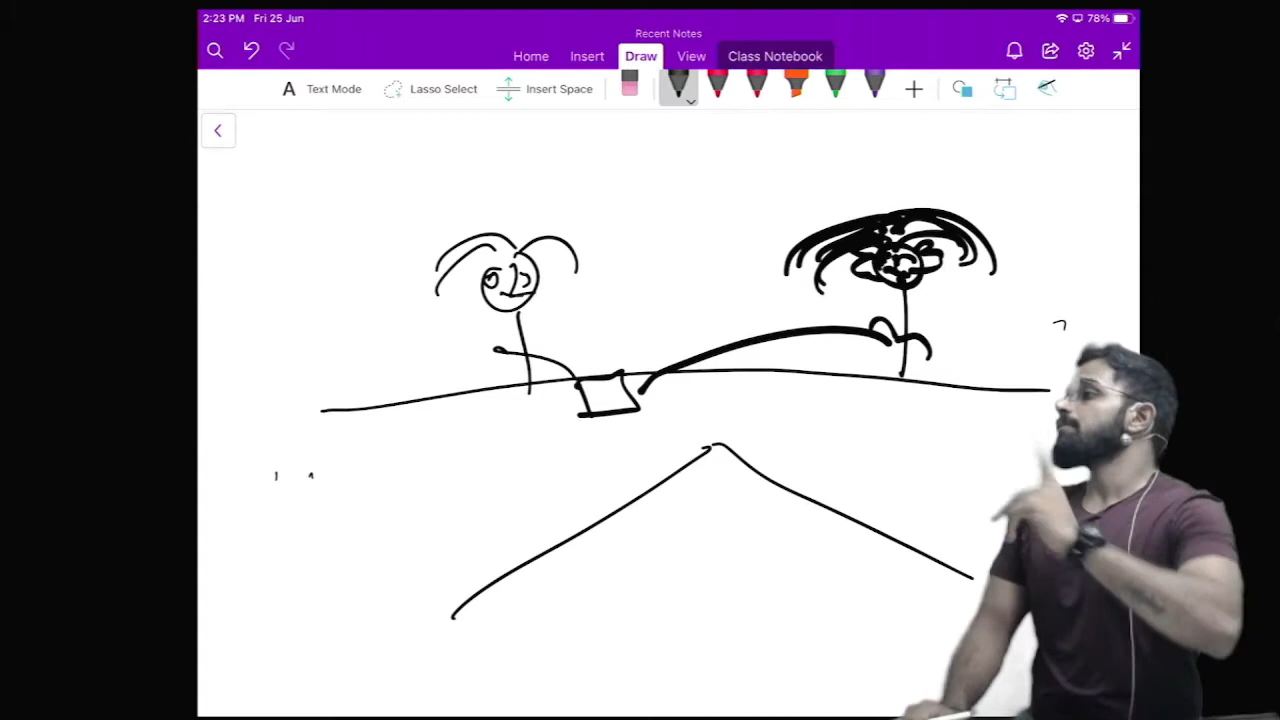 2:23 PM Fri 25 Jun 78%
Recent Notes
Home Insert Draw View Class Notebook
A Text Mode Lasso Select Insert Space